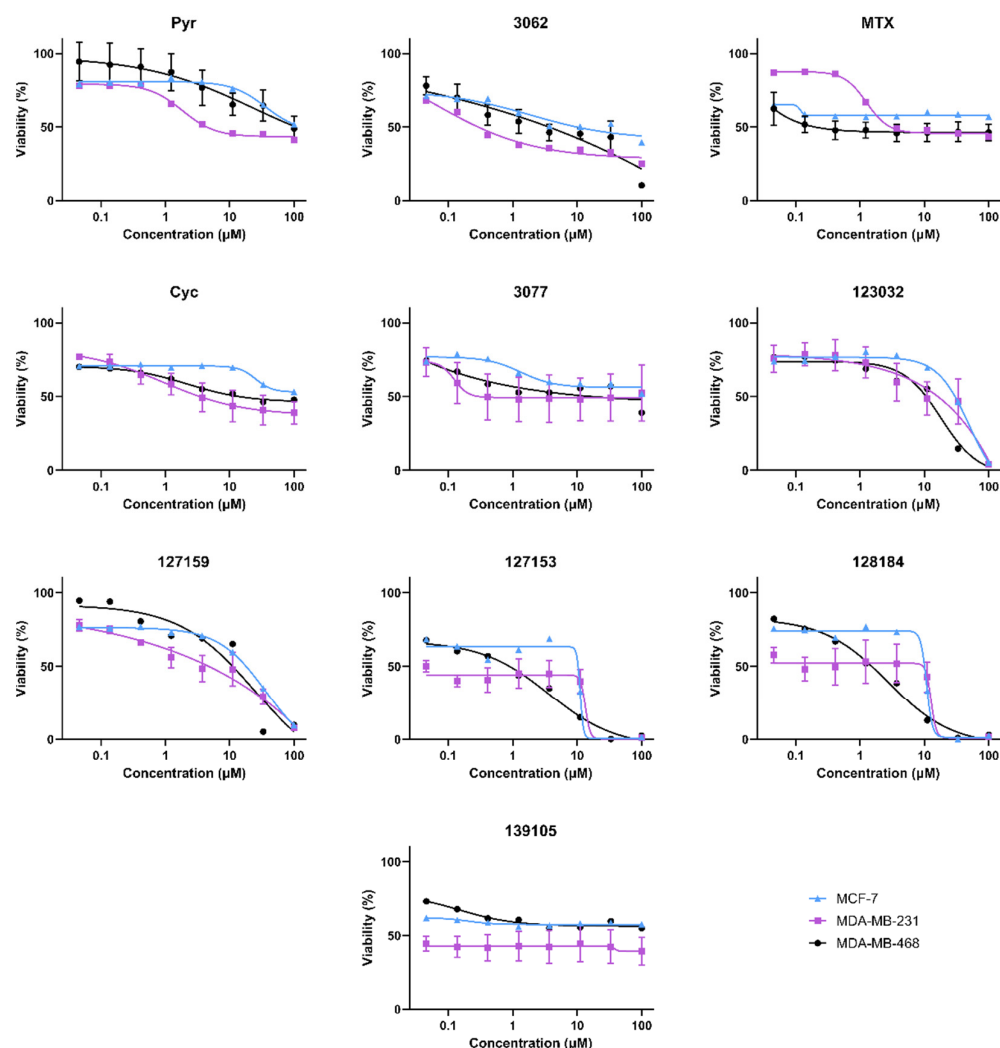 Pyr
Viability (%)
100
50
0
0.1 1 10 100
Concentration (µM)
3062
Viability (%)
100
50
0
0.1 1 10 100
Concentration (µM)
MTX
Viability (%)
100
50
0
0.1 1 10 100
Concentration (µM)
Cyc
Viability (%)
100
50
0
0.1 1 10 100
Concentration (µM)
3077
Viability (%)
100
50
0
0.1 1 10 100
Concentration (µM)
123032
Viability (%)
100
50
0
0.1 1 10 100
Concentration (µM)
127159
Viability (%)
100
50
0
0.1 1 10 100
Concentration (µM)
127153
Viability (%)
100
50
0
0.1 1 10 100
Concentration (µM)
128184
Viability (%)
100
50
0
0.1 1 10 100
Concentration (µM)
139105
Viability (%)
100
50
0
0.1 1 10 100
Concentration (µM)
MCF-7
MDA-MB-231
MDA-MB-468